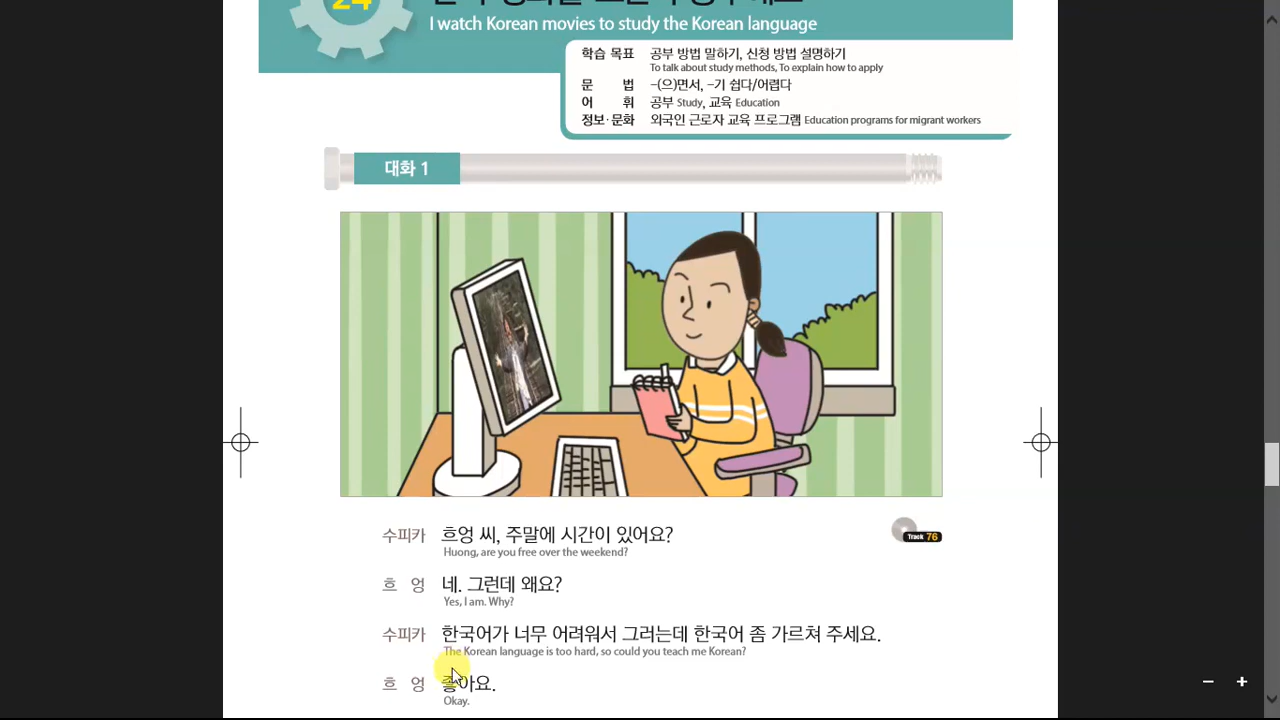 24
I watch Korean movies to study the Korean language
학습 목표 공부 방법 말하기, 신청 방법 설명하기
To talk about study methods, To explain how to apply
문 법 -(으)면서, -기 쉽다/어렵다
어 휘 공부 Study, 교육 Education
정보·문화 외국인 근로자 교육 프로그램 Education programs for migrant workers
대화 1
수피카 흐엉 씨, 주말에 시간이 있어요?
Huong, are you free over the weekend?
Track 76
흐 엉 네. 그런데 왜요?
Yes, I am. Why?
수피카 한국어가 너무 어려워서 그러는데 한국어 좀 가르쳐 주세요.
The Korean language is too hard, so could you teach me Korean?
흐 엉 좋아요.
Okay.